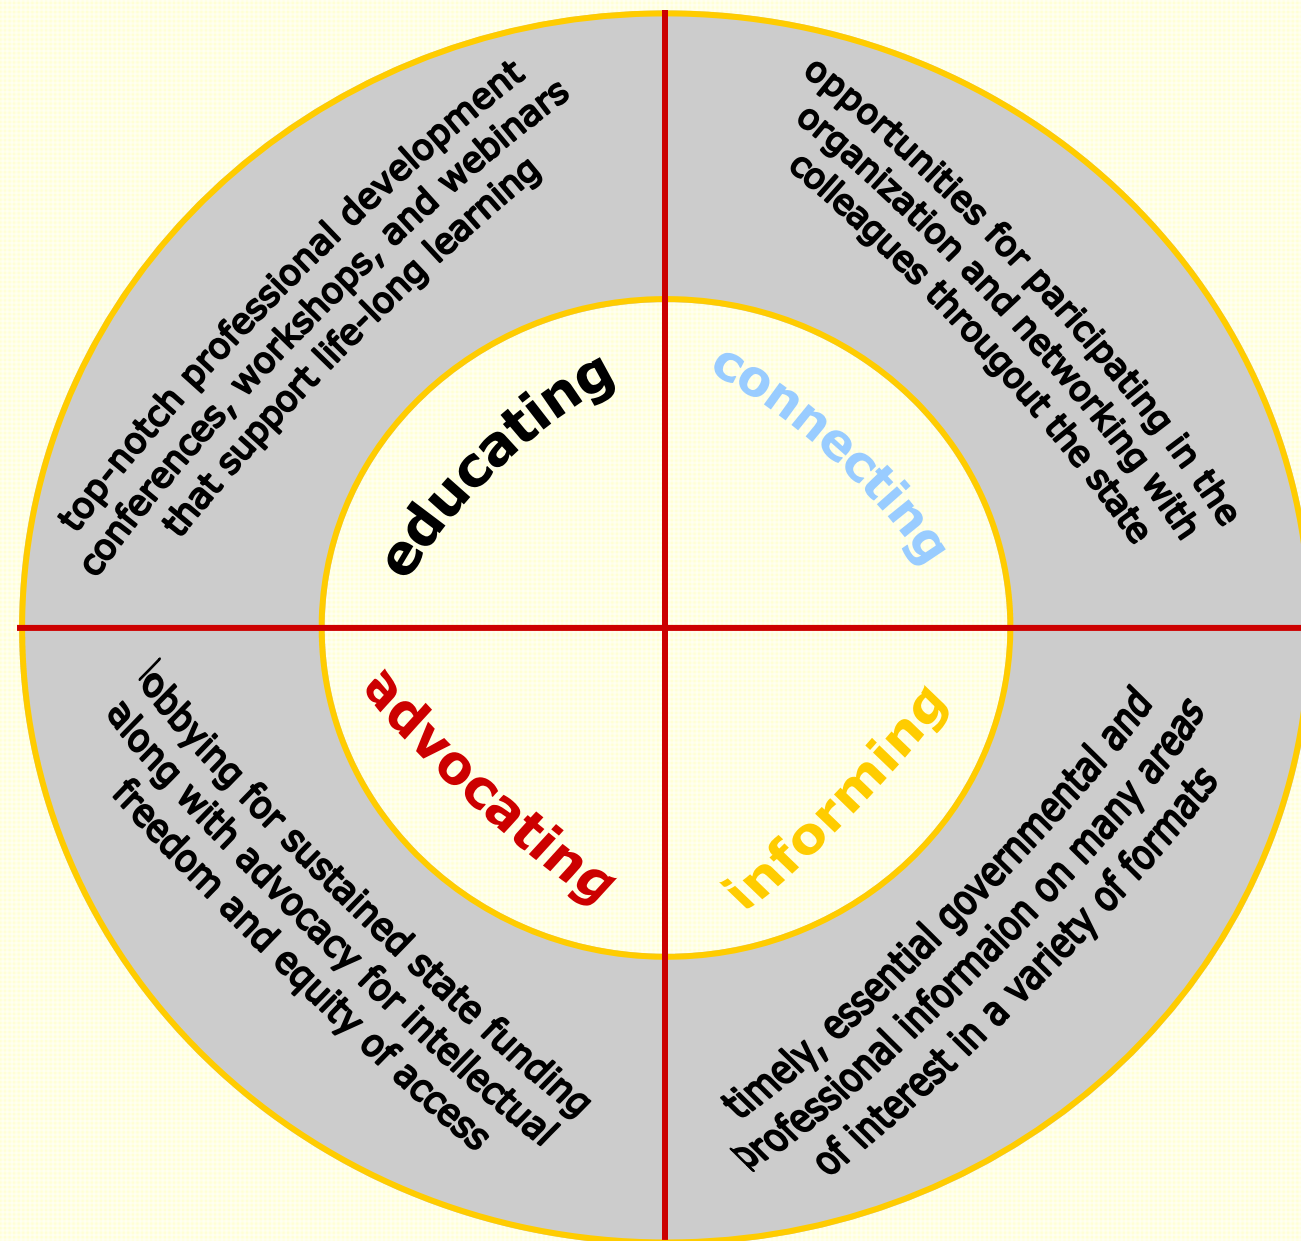 top-notch professional development
conferences, workshops, and webinars
that support life-long learning
educating
opportunities for paricipating in the
organization and networking with
colleagues througout the state
connecting
advocating
lobbying for sustained state funding
along with advocacy for intellectual
freedom and equity of access
informing
timely, essential governmental and
professional informaion on many areas
of interest in a variety of formats